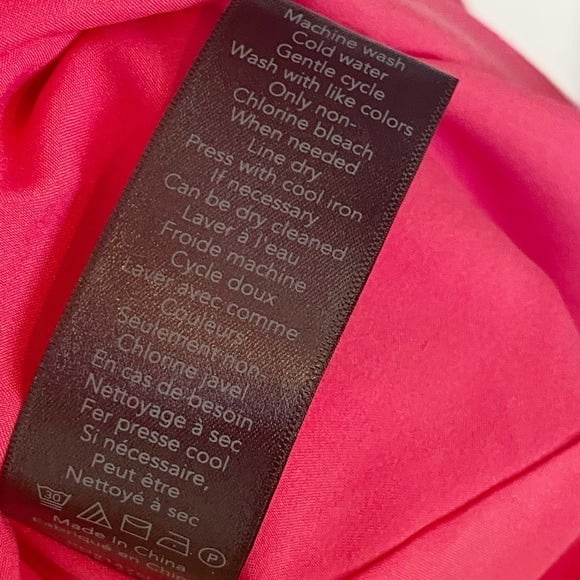 Machine wash
Cold water
Gentle cycle
Wash with like colors
Only non-
Chlorine bleach
When needed
Line dry
Press with cool iron
If necessary
Can be dry cleaned
Laver à l'eau
Froide machine
Cycle doux
Laver avec comme
Couleurs
Seulement non-
Chlorine javel
En cas de besoin
Nettoyage à sec
Fer presse cool
Si nécessaire,
Peut être
Nettoyé à sec
30 P
Made In China
Fabriqué en Chi